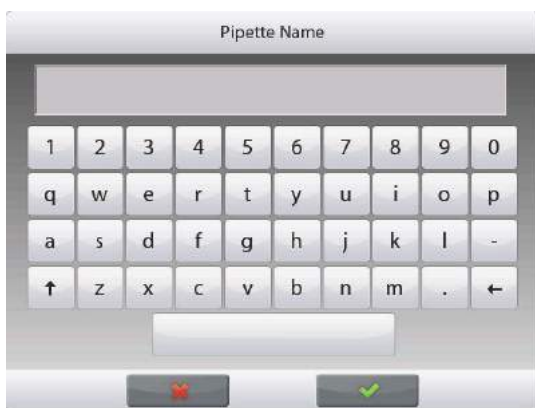 Pipette Name
1 2 3 4 5 6 7 8 9 0
q w e r t y u i o p
a s d f g h j k l -
↑ z x c v b n m . ←